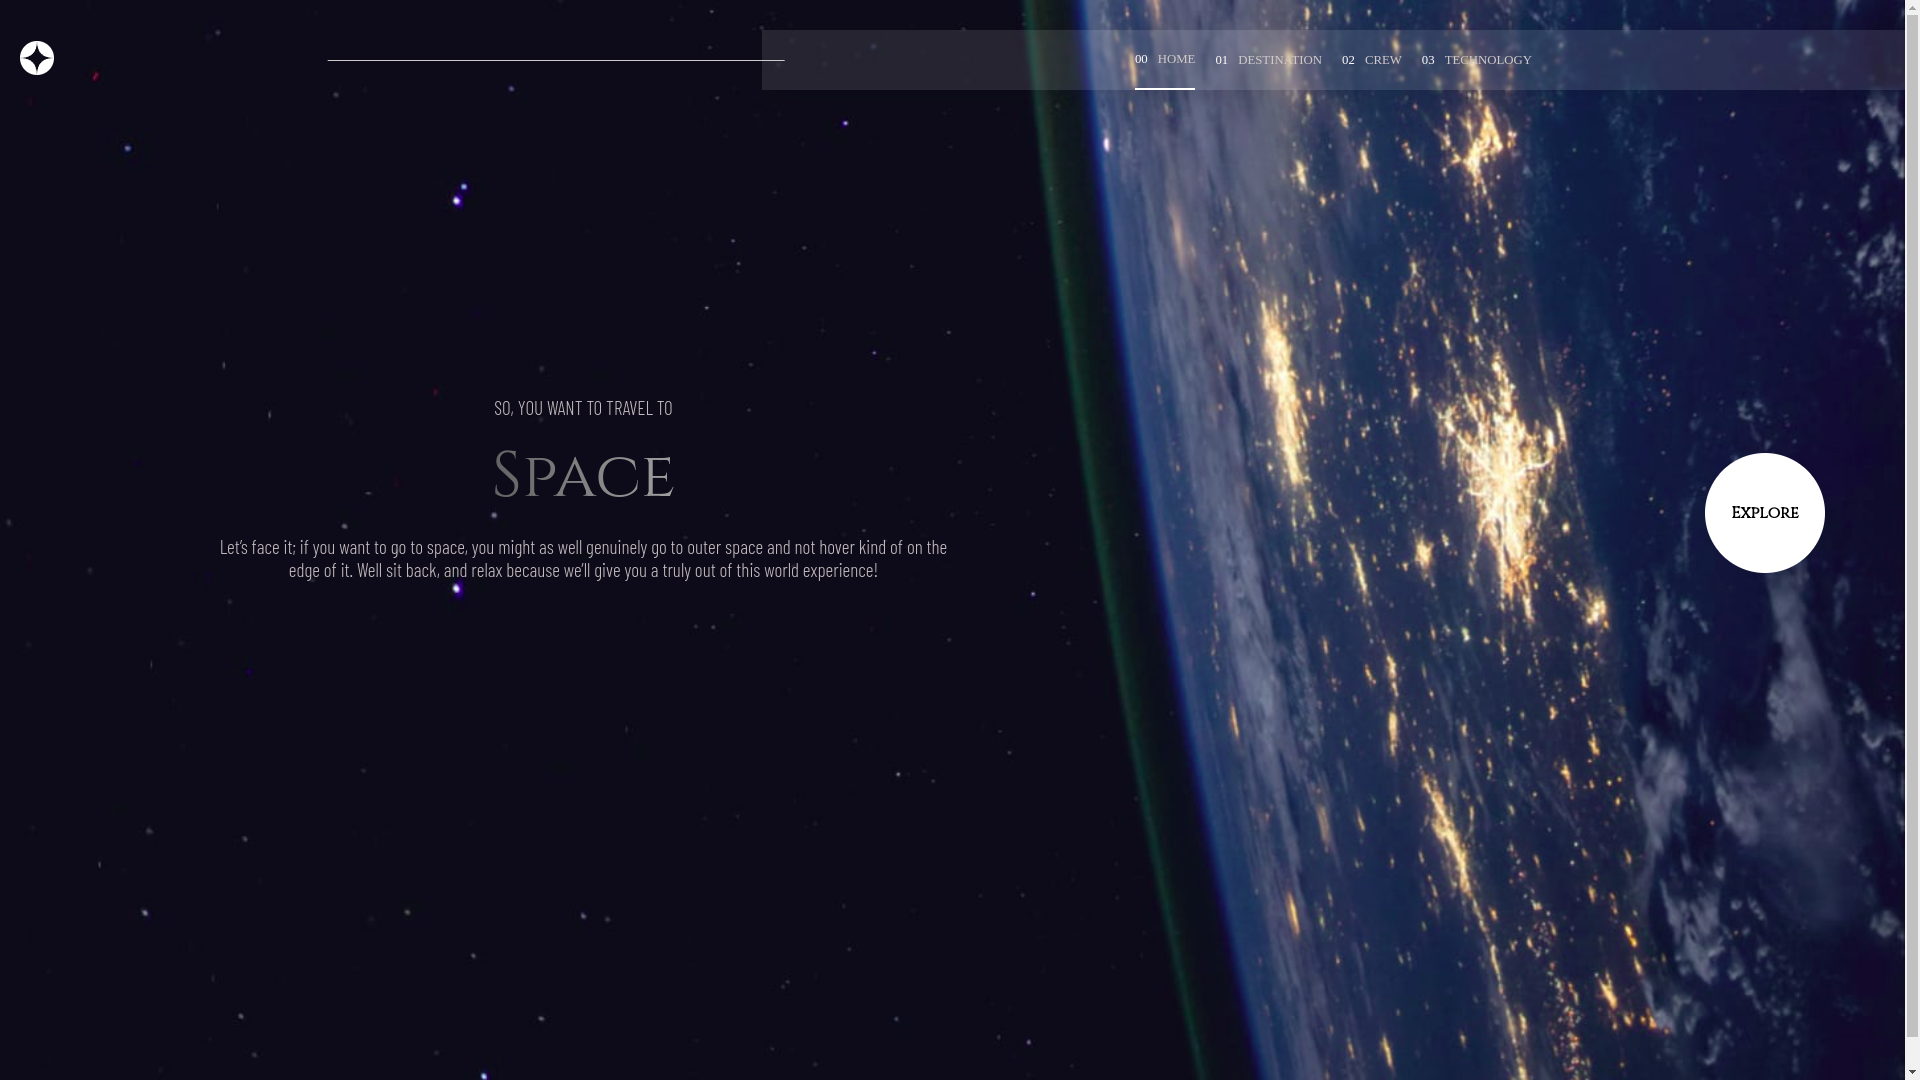 00 HOME 01 DESTINATION 02 CREW 03 TECHNOLOGY
SO, YOU WANT TO TRAVEL TO
Space
Let’s face it; if you want to go to space, you might as well genuinely go to outer space and not hover kind of on the
edge of it. Well sit back, and relax because we’ll give you a truly out of this world experience!
Explore